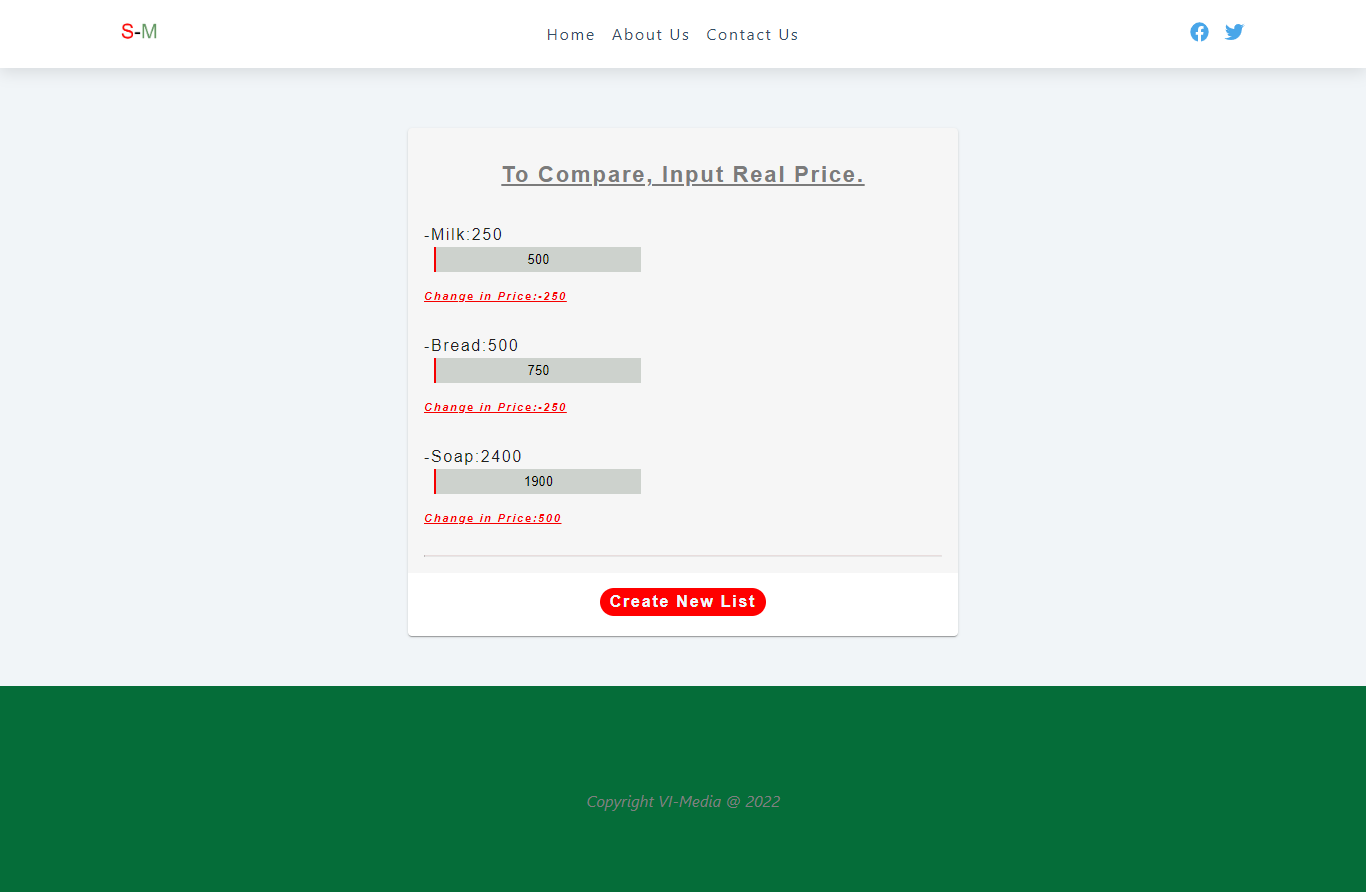 S-M
Home About Us Contact Us
To Compare, Input Real Price.
-Milk:250
500
Change in Price:-250
-Bread:500
750
Change in Price:-250
-Soap:2400
1900
Change in Price:500
Create New List
Copyright VI-Media @ 2022